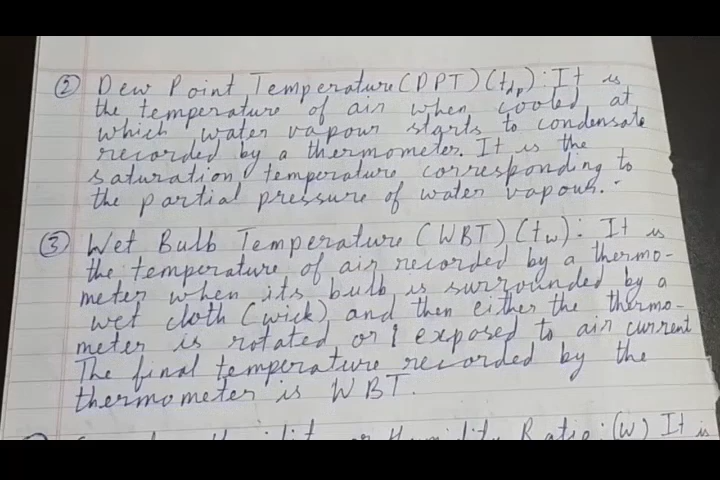 ② Dew Point Temperature (DPT) (tdp): It is
the temperature of air when cooled at
which water vapour starts to condensate
recorded by a thermometer. It is the
saturation temperature corresponding to
the partial pressure of water vapour.
③ Wet Bulb Temperature (WBT) (tw): It is
the temperature of air recorded by a thermo-
meter when its bulb is surrounded by a
wet cloth (wick) and then either the thermo-
meter is rotated or exposed to air current
The final temperature recorded by the
thermometer is WBT.
or Humidity Ratio: (W) It is